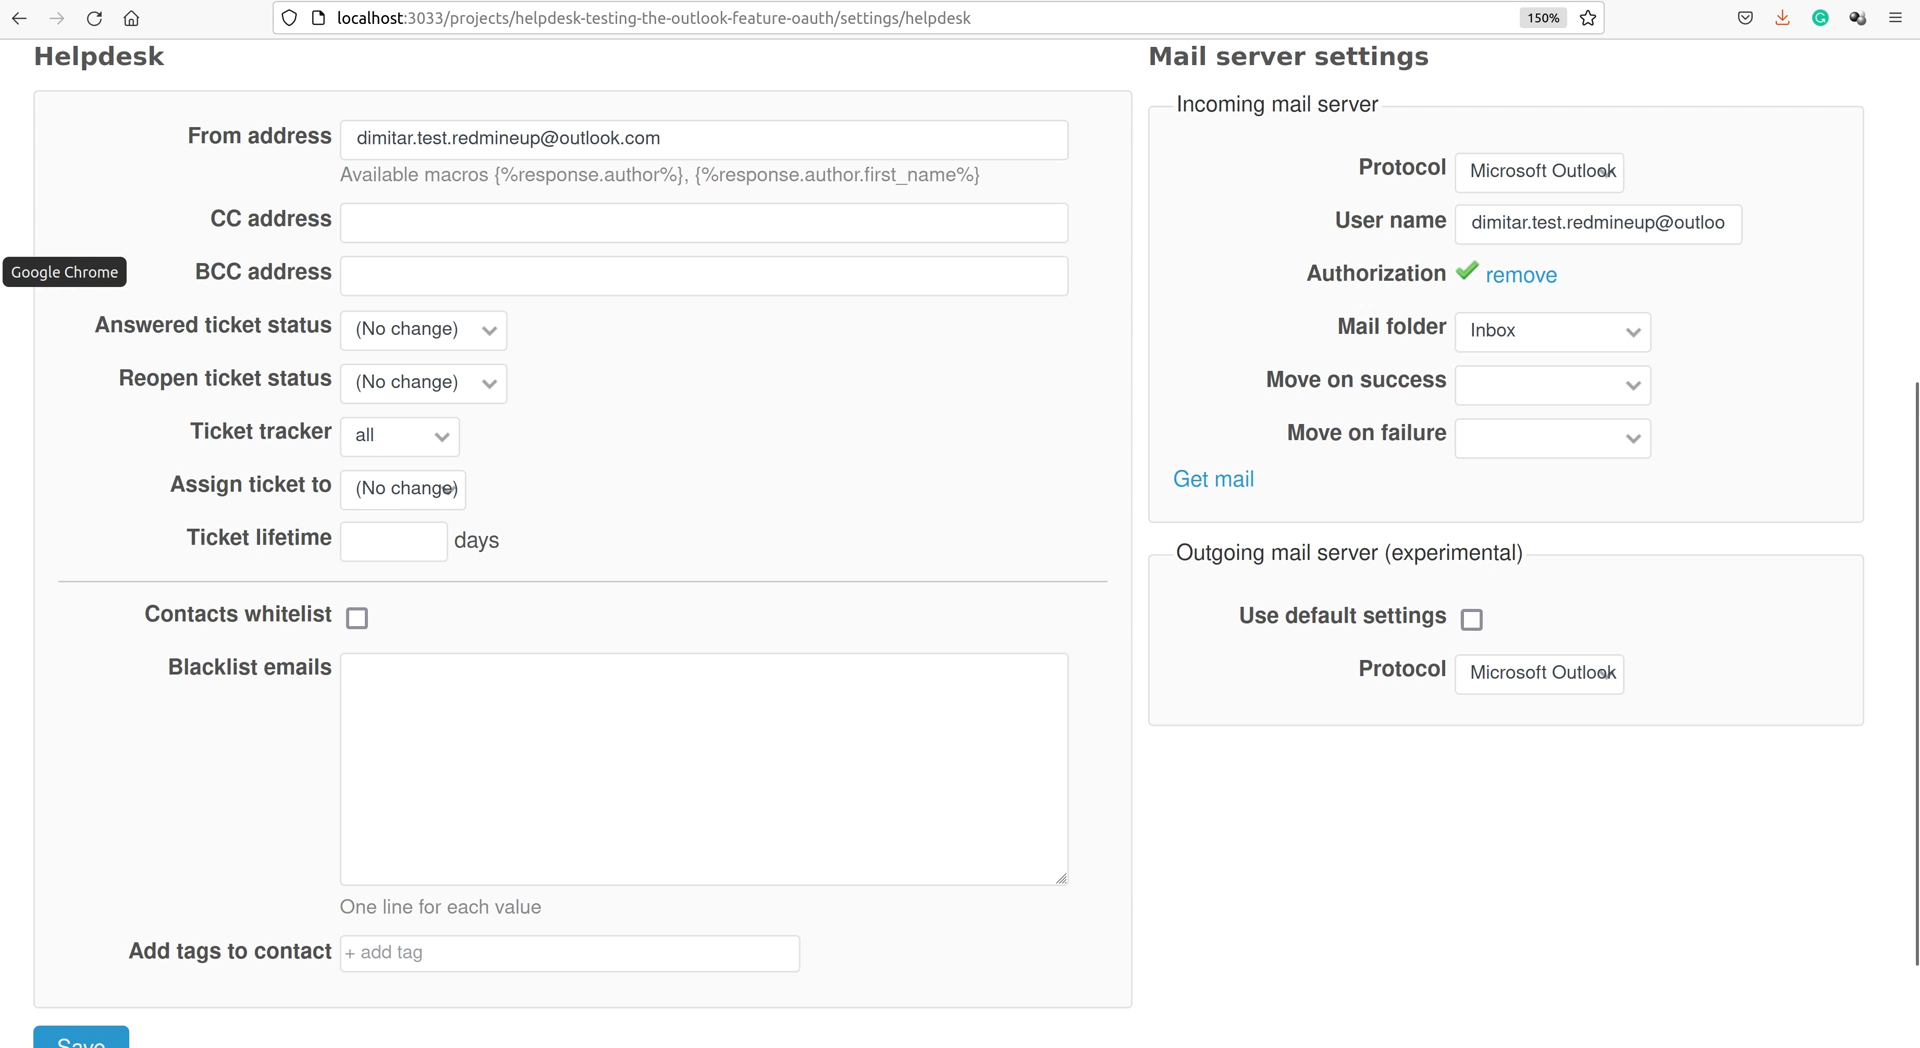 localhost:3033/projects/helpdesk-testing-the-outlook-feature-oauth/settings/helpdesk
150%
Helpdesk
From address
dimitar.test.redmineup@outlook.com
Available macros {%response.author%}, {%response.author.first_name%}
CC address
Google Chrome
BCC address
Answered ticket status
(No change)
Reopen ticket status
(No change)
Ticket tracker
all
Assign ticket to
(No change)
Ticket lifetime
days
Contacts whitelist
Blacklist emails
One line for each value
Add tags to contact
+ add tag
Save
Mail server settings
Incoming mail server
Protocol
Microsoft Outlook
User name
dimitar.test.redmineup@outloo
Authorization
remove
Mail folder
Inbox
Move on success
Move on failure
Get mail
Outgoing mail server (experimental)
Use default settings
Protocol
Microsoft Outlook